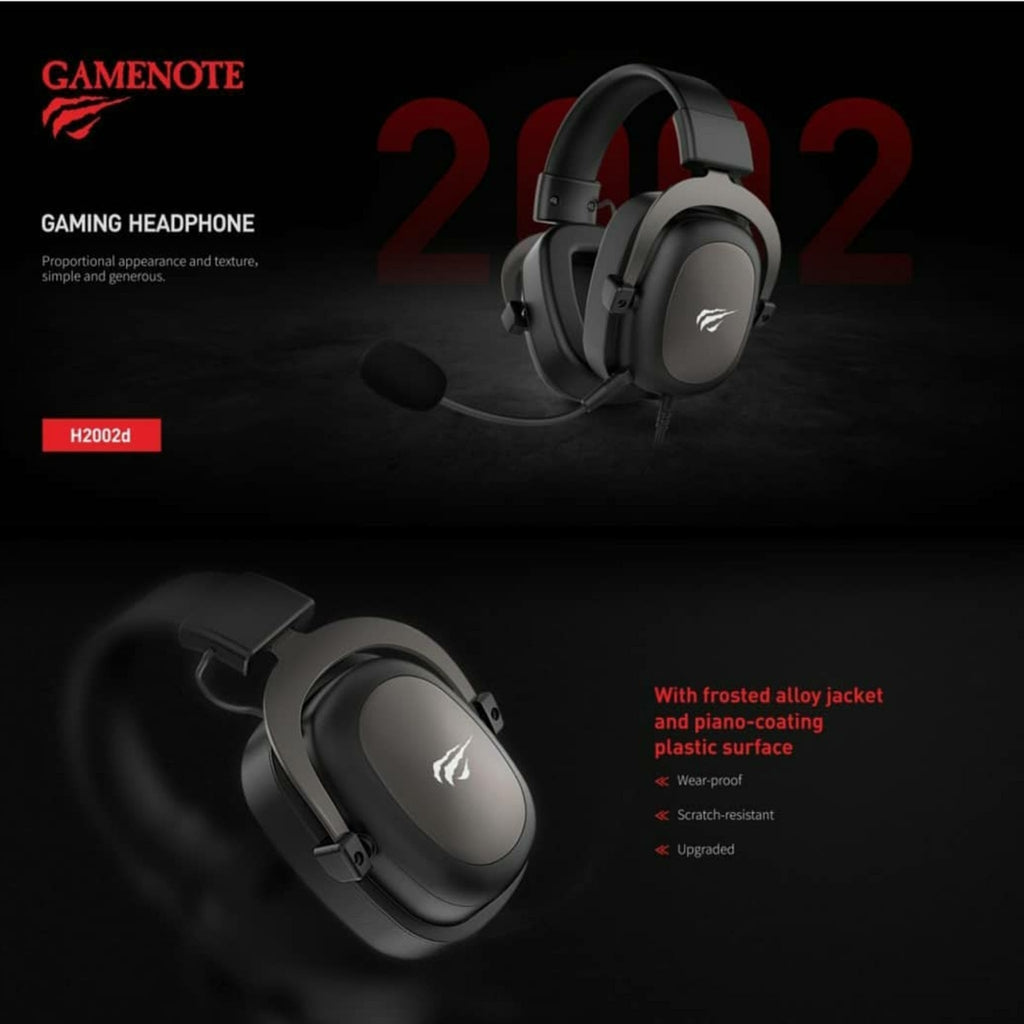 GAMENOTE
2002
GAMING HEADPHONE
Proportional appearance and texture,
simple and generous.
H2002d
With frosted alloy jacket
and piano-coating
plastic surface
Wear-proof
Scratch-resistant
Upgraded